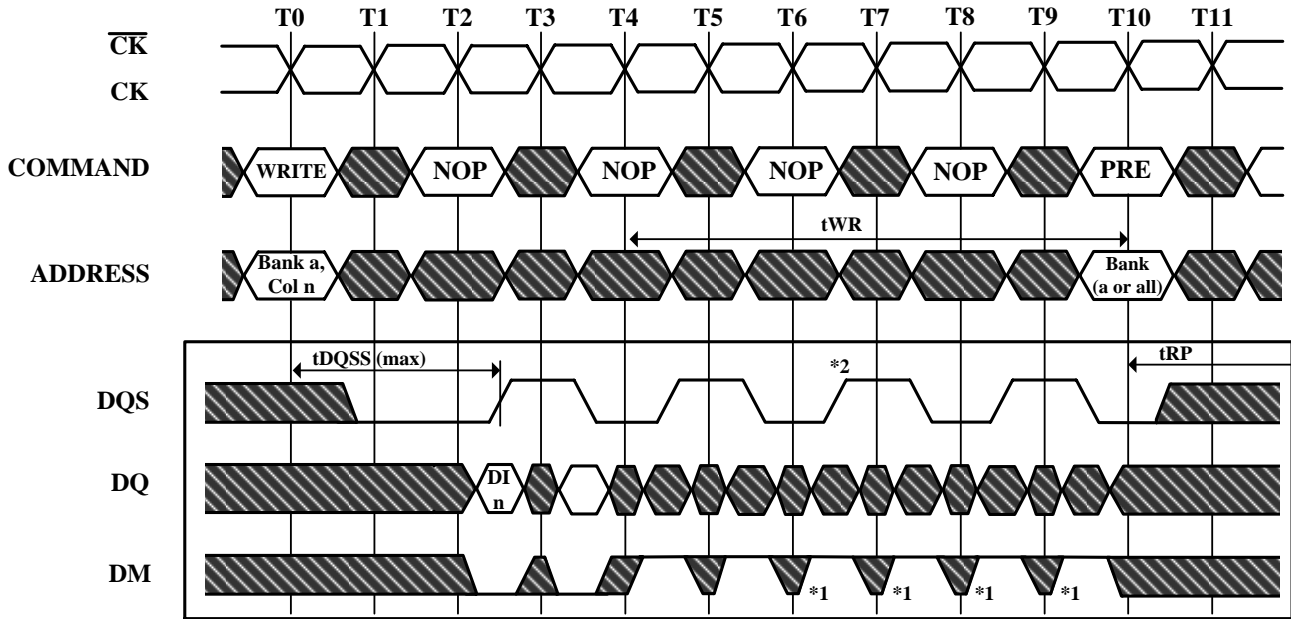 T0 T1 T2 T3 T4 T5 T6 T7 T8 T9 T10 T11
CK
CK
COMMAND WRITE NOP NOP NOP NOP PRE
tWR
ADDRESS Bank a, Col n Bank (a or all)
tDQSS (max) *2 tRP
DQS
DQ DI n
DM *1 *1 *1 *1